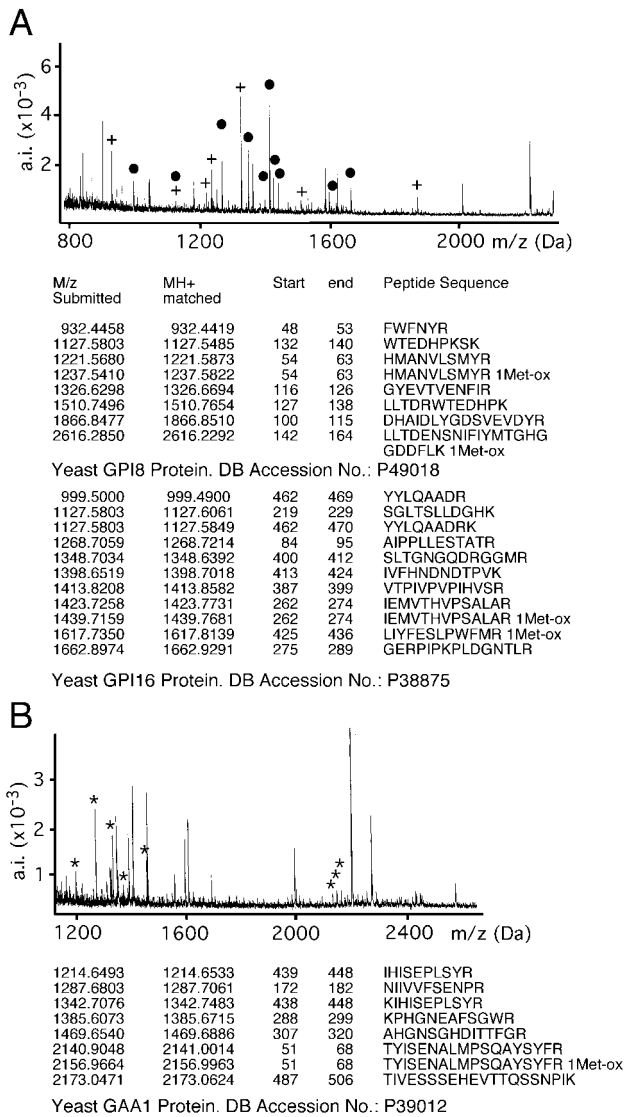 A
a.i. (x10-3)
6
4
2
800 1200 1600 2000 m/z (Da)
M/z MH+ Start end Peptide Sequence
Submitted matched
932.4458 932.4419 48 53 FWFNYR
1127.5803 1127.5485 132 140 WTEDHPKSK
1221.5680 1221.5873 54 63 HMANVLSMYR
1237.5410 1237.5822 54 63 HMANVLSMYR 1Met-ox
1326.6298 1326.6694 116 126 GYEVTVENFIR
1510.7496 1510.7654 127 138 LLTDRWTEDHPK
1866.8477 1866.8510 100 115 DHAIDLYGDSVEVDYR
2616.2850 2616.2292 142 164 LLTDENSNIFIYMTGHG
GDDFLK 1Met-ox
Yeast GPI8 Protein. DB Accession No.: P49018
999.5000 999.4900 462 469 YYLQAADR
1127.5803 1127.6061 219 229 SGLTSLLDGHK
1127.5803 1127.5849 462 470 YYLQAADRK
1268.7059 1268.7214 84 95 AIPPLLESTATR
1348.7034 1348.6392 400 412 SLTGNGQDRGGMR
1398.6519 1398.7018 413 424 IVFHNDNDTPVK
1413.8208 1413.8582 387 399 VTPIVPVPIHVSR
1423.7258 1423.7731 262 274 IEMVTHVPSALAR
1439.7159 1439.7681 262 274 IEMVTHVPSALAR 1Met-ox
1617.7350 1617.8139 425 436 LIYFESLPWFMR 1Met-ox
1662.8974 1662.9291 275 289 GERPIPKPLDGNTLR
Yeast GPI16 Protein. DB Accession No.: P38875
B
a.i. (x10-3)
3
2
1
1200 1600 2000 2400 m/z (Da)
1214.6493 1214.6533 439 448 IHISEPLSYR
1287.6803 1287.7061 172 182 NIIVVFSENPR
1342.7076 1342.7483 438 448 KIHISEPLSYR
1385.6073 1385.6715 288 299 KPHGNEAFSGWR
1469.6540 1469.6886 307 320 AHGNSGHDITTFGR
2140.9048 2141.0014 51 68 TYISENALMPSQAYSYFR
2156.9664 2156.9963 51 68 TYISENALMPSQAYSYFR 1Met-ox
2173.0471 2173.0624 487 506 TIVESSSEHEVTTQSSNPIK
Yeast GAA1 Protein. DB Accession No.: P39012